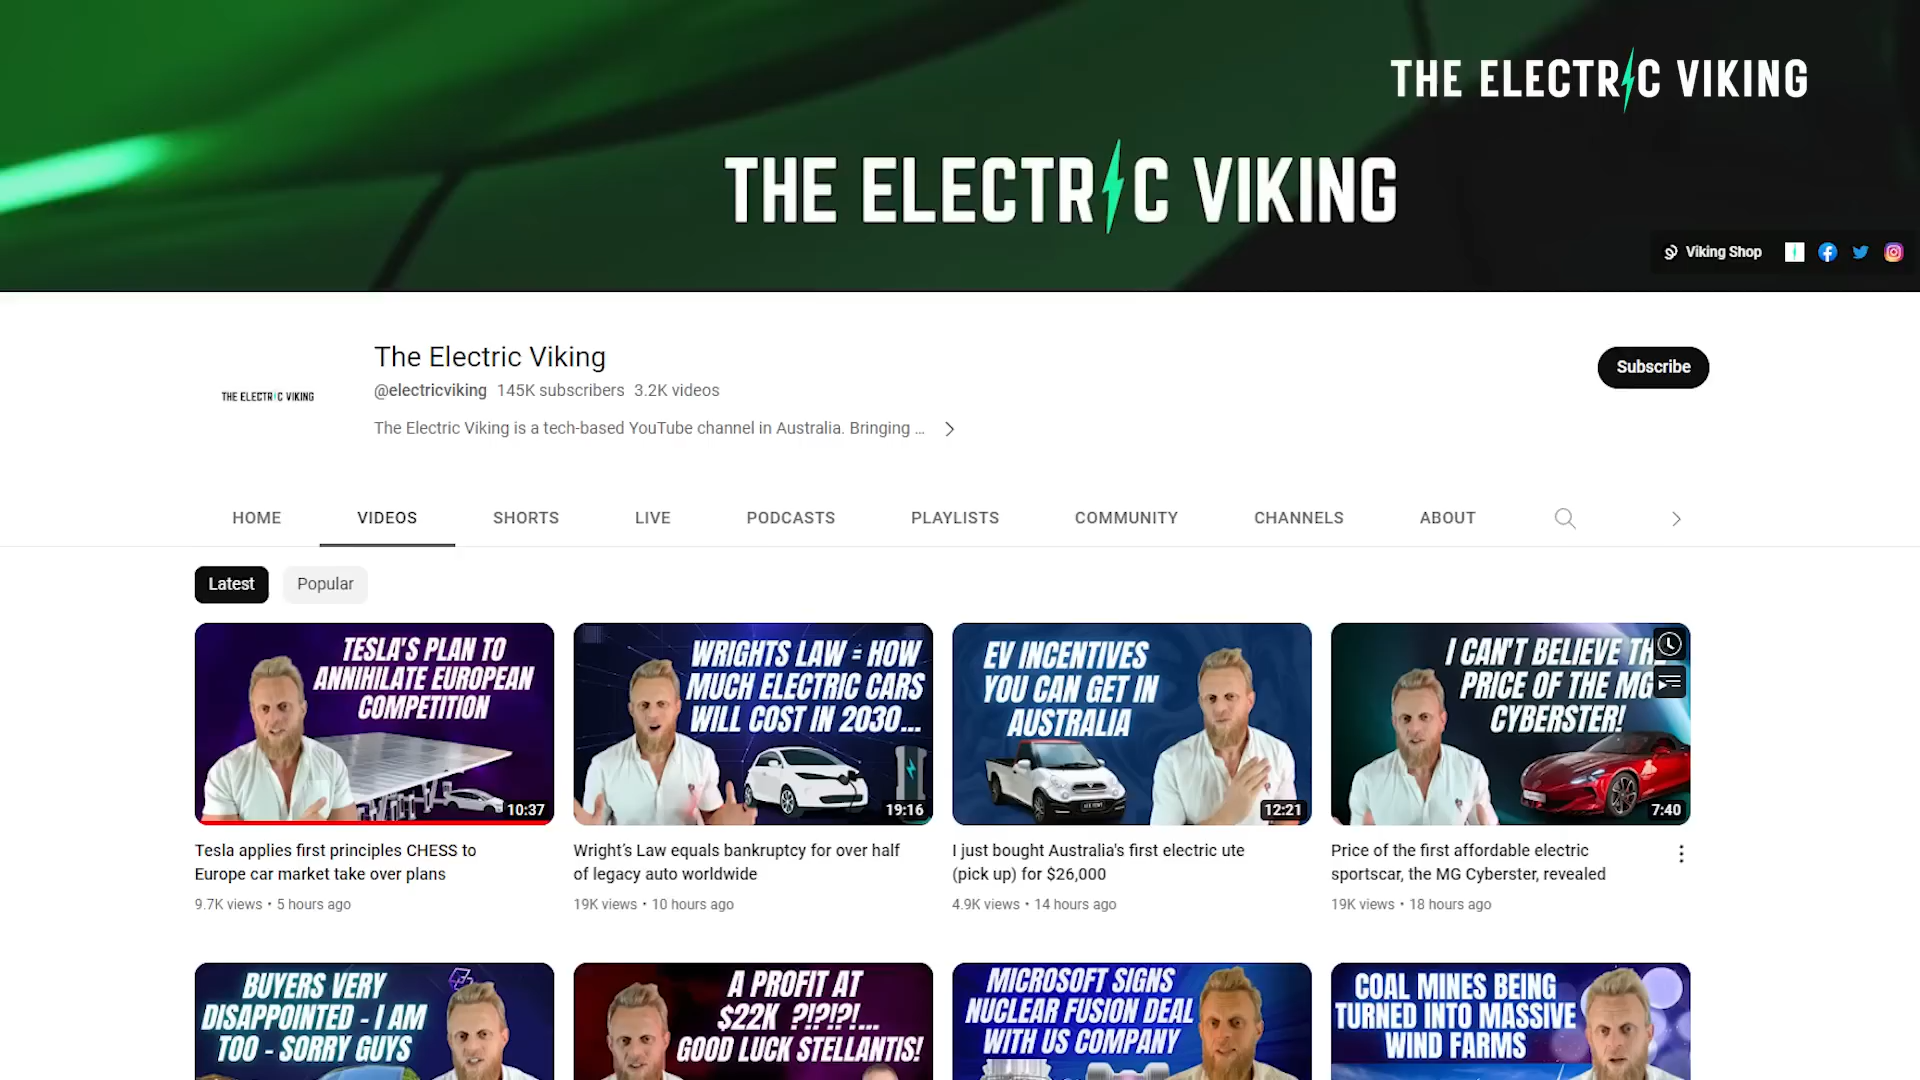 THE ELECTRIC VIKING
THE ELECTRIC VIKING
Viking Shop
The Electric Viking
THE ELECTRIC VIKING
@electricviking 145K subscribers 3.2K videos
The Electric Viking is a tech-based YouTube channel in Australia. Bringing ...
Subscribe
HOME VIDEOS SHORTS LIVE PODCASTS PLAYLISTS COMMUNITY CHANNELS ABOUT
Latest Popular
TESLA'S PLAN TO
ANNIHILATE EUROPEAN
COMPETITION
10:37
WRIGHTS LAW = HOW
MUCH ELECTRIC CARS
WILL COST IN 2030...
19:16
EV INCENTIVES
YOU CAN GET IN
AUSTRALIA
12:21
I CAN'T BELIEVE TH
PRICE OF THE MG
CYBERSTER!
7:40
Tesla applies first principles CHESS to
Europe car market take over plans
9.7K views • 5 hours ago
Wright's Law equals bankruptcy for over half
of legacy auto worldwide
19K views • 10 hours ago
I just bought Australia's first electric ute
(pick up) for $26,000
4.9K views • 14 hours ago
Price of the first affordable electric
sportscar, the MG Cyberster, revealed
19K views • 18 hours ago
BUYERS VERY
DISAPPOINTED - I AM
TOO - SORRY GUYS
A PROFIT AT
$22K ?!?!?!...
GOOD LUCK STELLANTIS!
MICROSOFT SIGNS
NUCLEAR FUSION DEAL
WITH US COMPANY
COAL MINES BEING
TURNED INTO MASSIVE
WIND FARMS